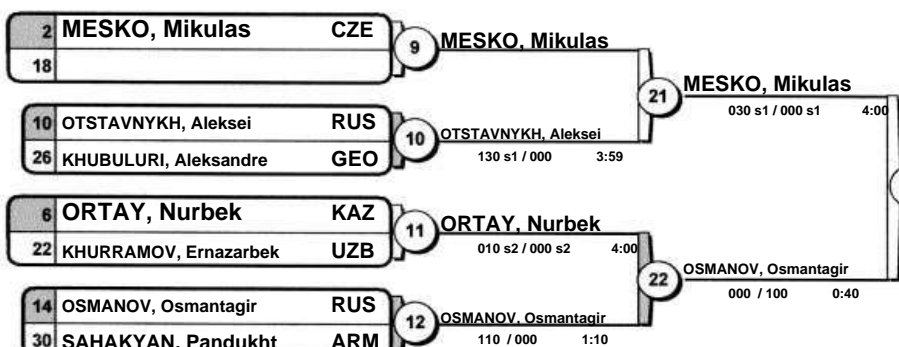 2 MESKO, Mikulas CZE
18
9 MESKO, Mikulas
10 OTSTAVNYKH, Aleksei RUS
26 KHUBULURI, Aleksandre GEO
10 OTSTAVNYKH, Aleksei
130 s1 / 000 3:59
21 MESKO, Mikulas
030 s1 / 000 s1 4:00
6 ORTAY, Nurbek KAZ
22 KHURRAMOV, Ernazarbek UZB
11 ORTAY, Nurbek
010 s2 / 000 s2 4:00
14 OSMANOV, Osmantagir RUS
30 SAHAKYAN, Pandukht ARM
12 OSMANOV, Osmantagir
110 / 000 1:10
22 OSMANOV, Osmantagir
000 / 100 0:40